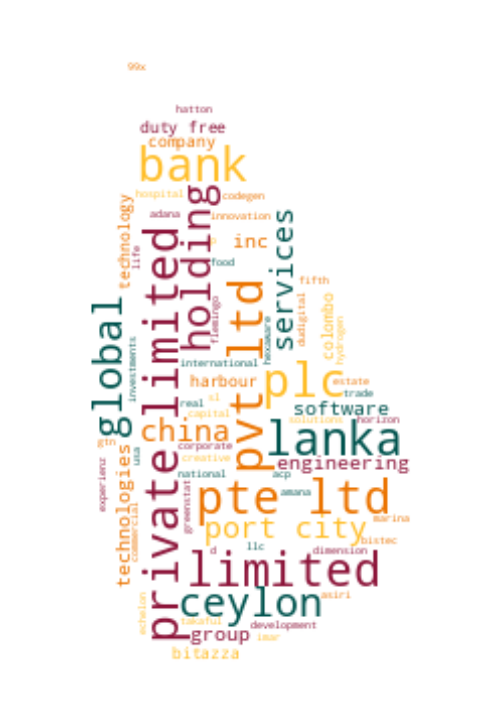 99x
hatton
duty free
company
bank
hospital
codegen
technology
holding
adana
innovation
services
life
inc
food
private limited
pvt ltd
flemingo
fifth
global
dudigital
colombo
hydrogen
hexaware
investments
international
plc
harbour
estate
trade
real
sl
capital
software
solutions
horizon
china
lanka
gtn
corporate
usa
creative
engineering
experienz
technologies
national
acp
greenstat
pte ltd
amana
commercial
port city
marina
bistec
d
llc
dimension
limited
ceylon
asiri
echelon
takaful
development
group
imar
bitazza